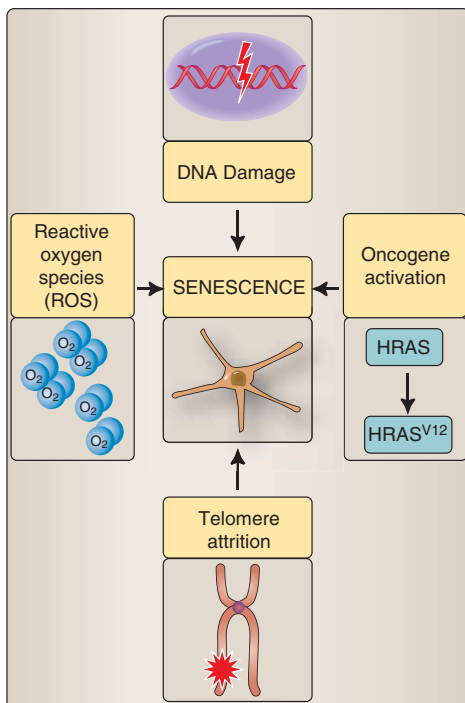 DNA Damage
Reactive
oxygen
species
(ROS)
SENESCENCE
Oncogene
activation
O₂
O₂
O₂
O₂
O₂
O₂
HRAS
HRASⱽ¹²
Telomere
attrition